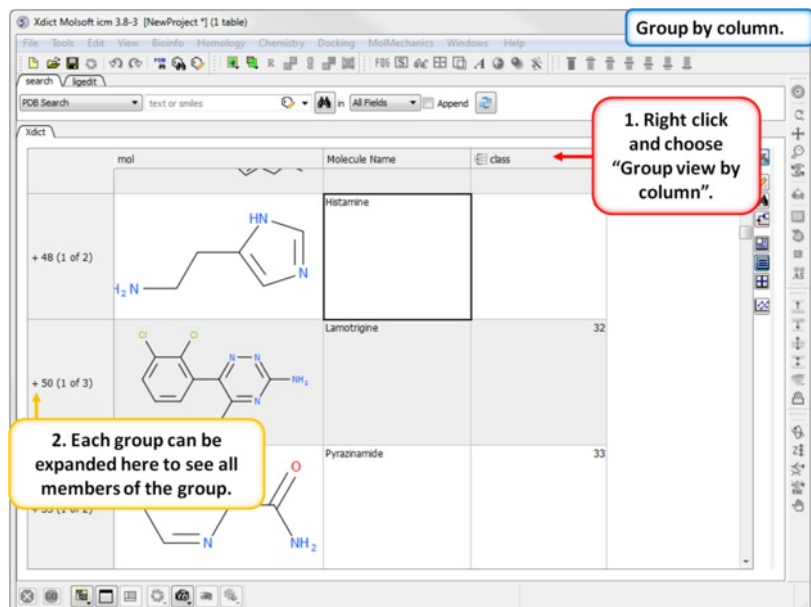 Xdict Molsoft icm 3.8-3 [NewProject *] (1 table)
Group by column.
File Tools Edit View Bioinfo Homology Chemistry Docking MolMechanics Windows Help
search ligedit
PDB Search text or smiles in All Fields Append
Xdict
1. Right click
and choose
“Group view by
column”.
mol Molecule Name class
Histamine
HN
N
H₂N
+ 48 (1 of 2)
Lamotrigine 32
Cl Cl
N N
N
NH₂
N
+ 50 (1 of 3)
2. Each group can be
expanded here to see all
members of the group.
Pyrazinamide 33
O
N
NH₂